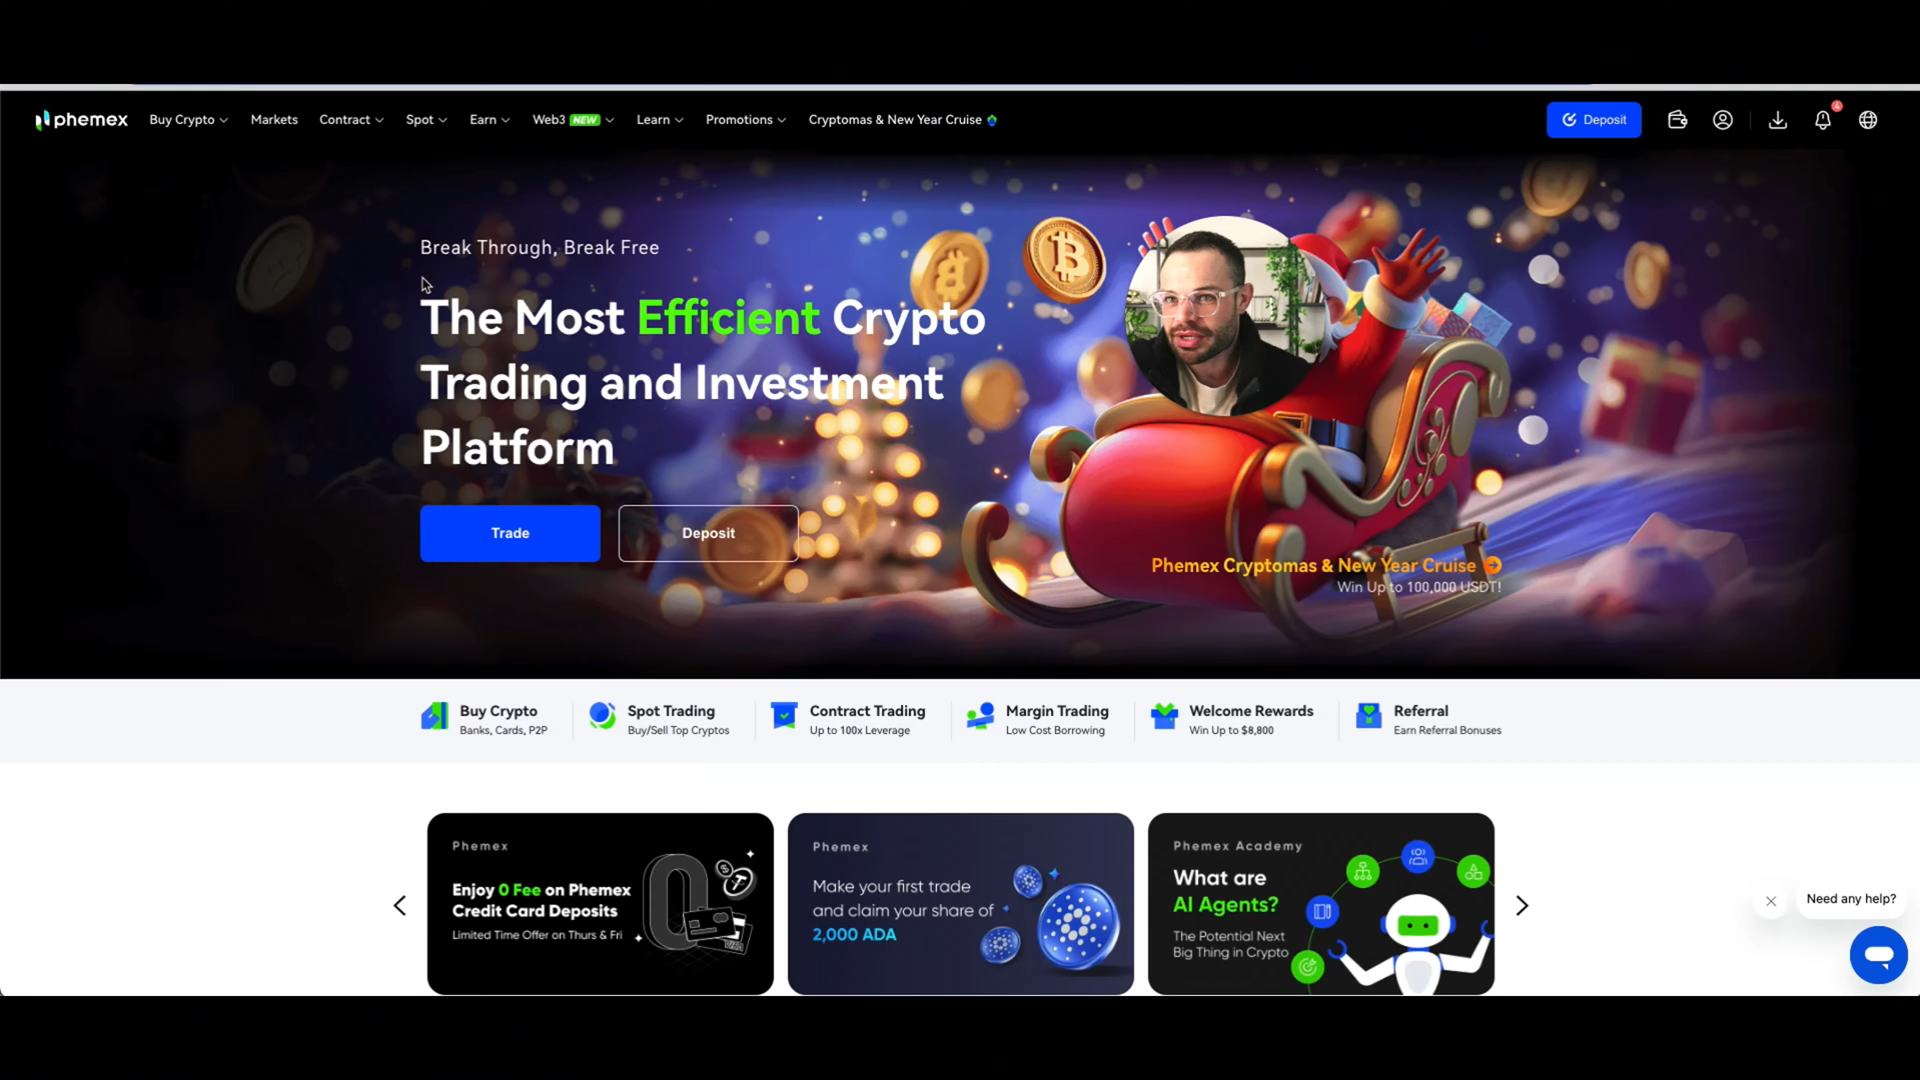 phemex
Buy Crypto
Markets
Contract
Spot
Earn
Web3 NEW
Learn
Promotions
Cryptomas & New Year Cruise
Deposit
4
Break Through, Break Free
The Most Efficient Crypto
Trading and Investment
Platform
Trade
Deposit
Phemex Cryptomas & New Year Cruise
Win Up to 100,000 USDT!
Buy Crypto
Banks, Cards, P2P
Spot Trading
Buy/Sell Top Cryptos
Contract Trading
Up to 100x Leverage
Margin Trading
Low Cost Borrowing
Welcome Rewards
Win Up to $8,800
Referral
Earn Referral Bonuses
Phemex
Enjoy 0 Fee on Phemex
Credit Card Deposits
Limited Time Offer on Thurs & Fri
Phemex
Make your first trade
and claim your share of
2,000 ADA
Phemex Academy
What are
AI Agents?
The Potential Next
Big Thing in Crypto
Need any help?